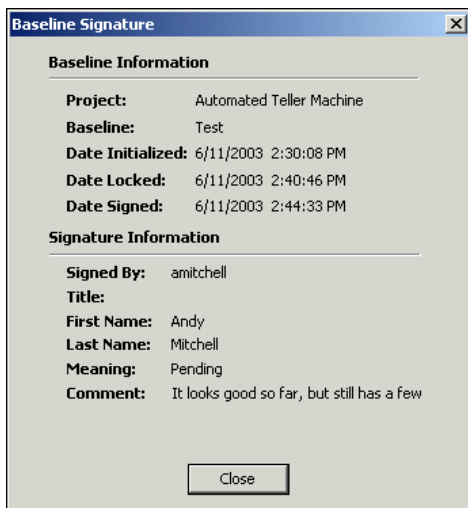 Baseline Signature
Baseline Information
Project: Automated Teller Machine
Baseline: Test
Date Initialized: 6/11/2003 2:30:08 PM
Date Locked: 6/11/2003 2:40:46 PM
Date Signed: 6/11/2003 2:44:33 PM
Signature Information
Signed By: amitchell
Title:
First Name: Andy
Last Name: Mitchell
Meaning: Pending
Comment: It looks good so far, but still has a few
Close